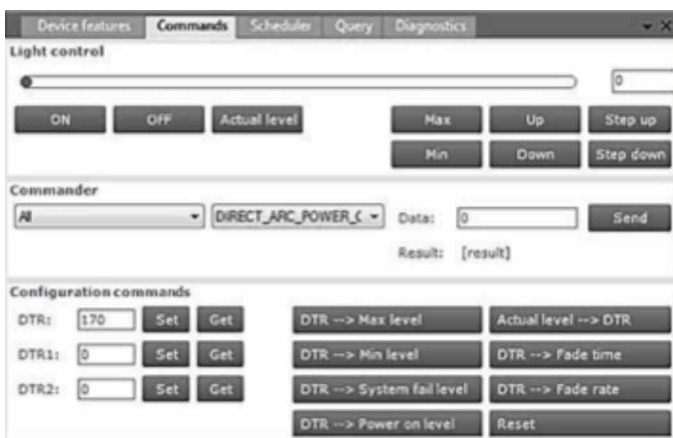 Device features Commands Scheduler Query Diagnostics
Light control
0
ON OFF Actual level Max Up Step up
Min Down Step down
Commander
All DIRECT_ARC_POWER_C Data: 0 Send
Result: [result]
Configuration commands
DTR: 170 Set Get DTR --> Max level Actual level --> DTR
DTR1: 0 Set Get DTR --> Min level DTR --> Fade time
DTR2: 0 Set Get DTR --> System fail level DTR --> Fade rate
DTR --> Power on level Reset